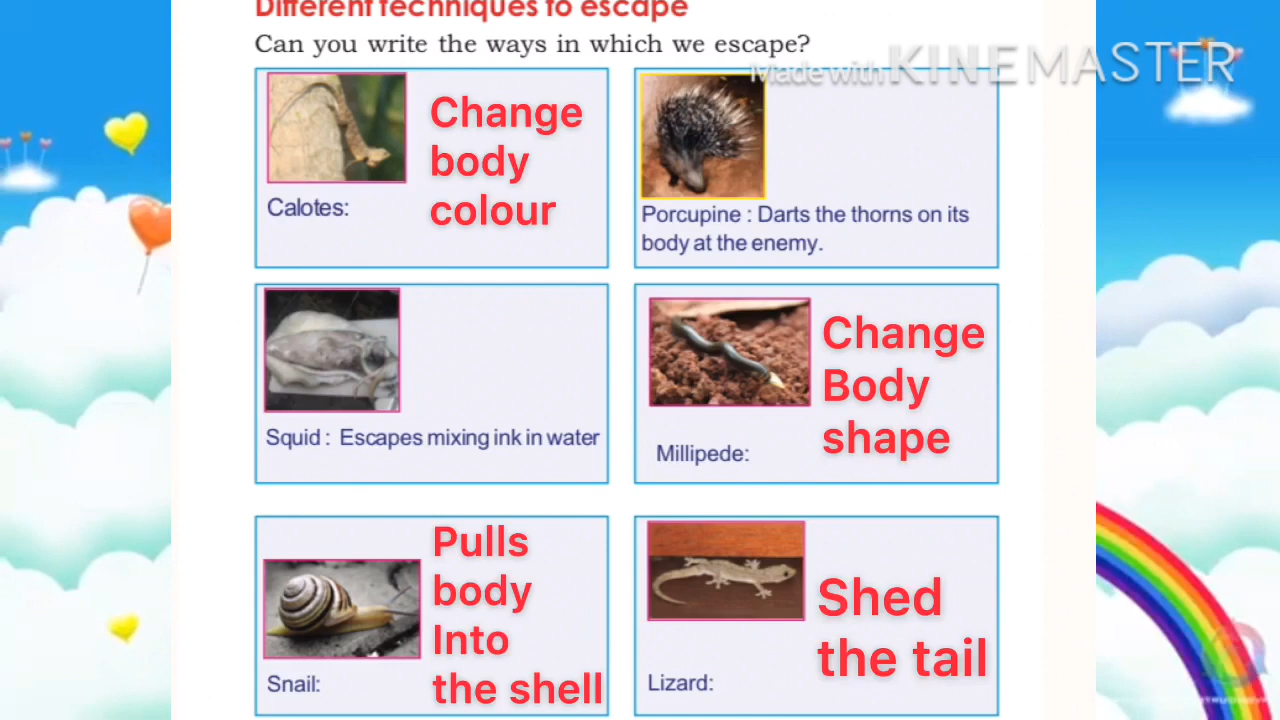 Different techniques to escape
Can you write the ways in which we escape?
Made with KINEMASTER
Change
body
colour
Calotes:
Porcupine : Darts the thorns on its
body at the enemy.
Squid : Escapes mixing ink in water
Change
Body
shape
Millipede:
Pulls
body
Into
the shell
Snail:
Shed
the tail
Lizard: